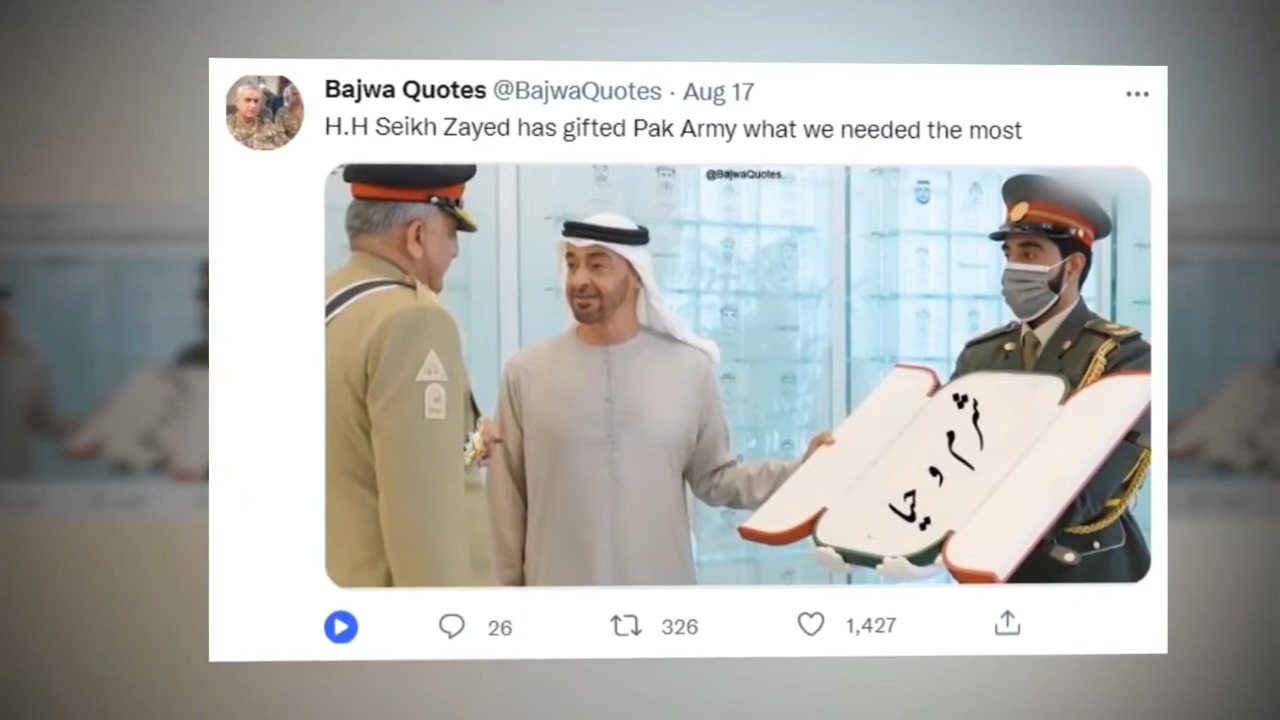 Bajwa Quotes @BajwaQuotes · Aug 17
H.H Seikh Zayed has gifted Pak Army what we needed the most
@BajwaQuotes
شرم و حیا
26 326 1,427